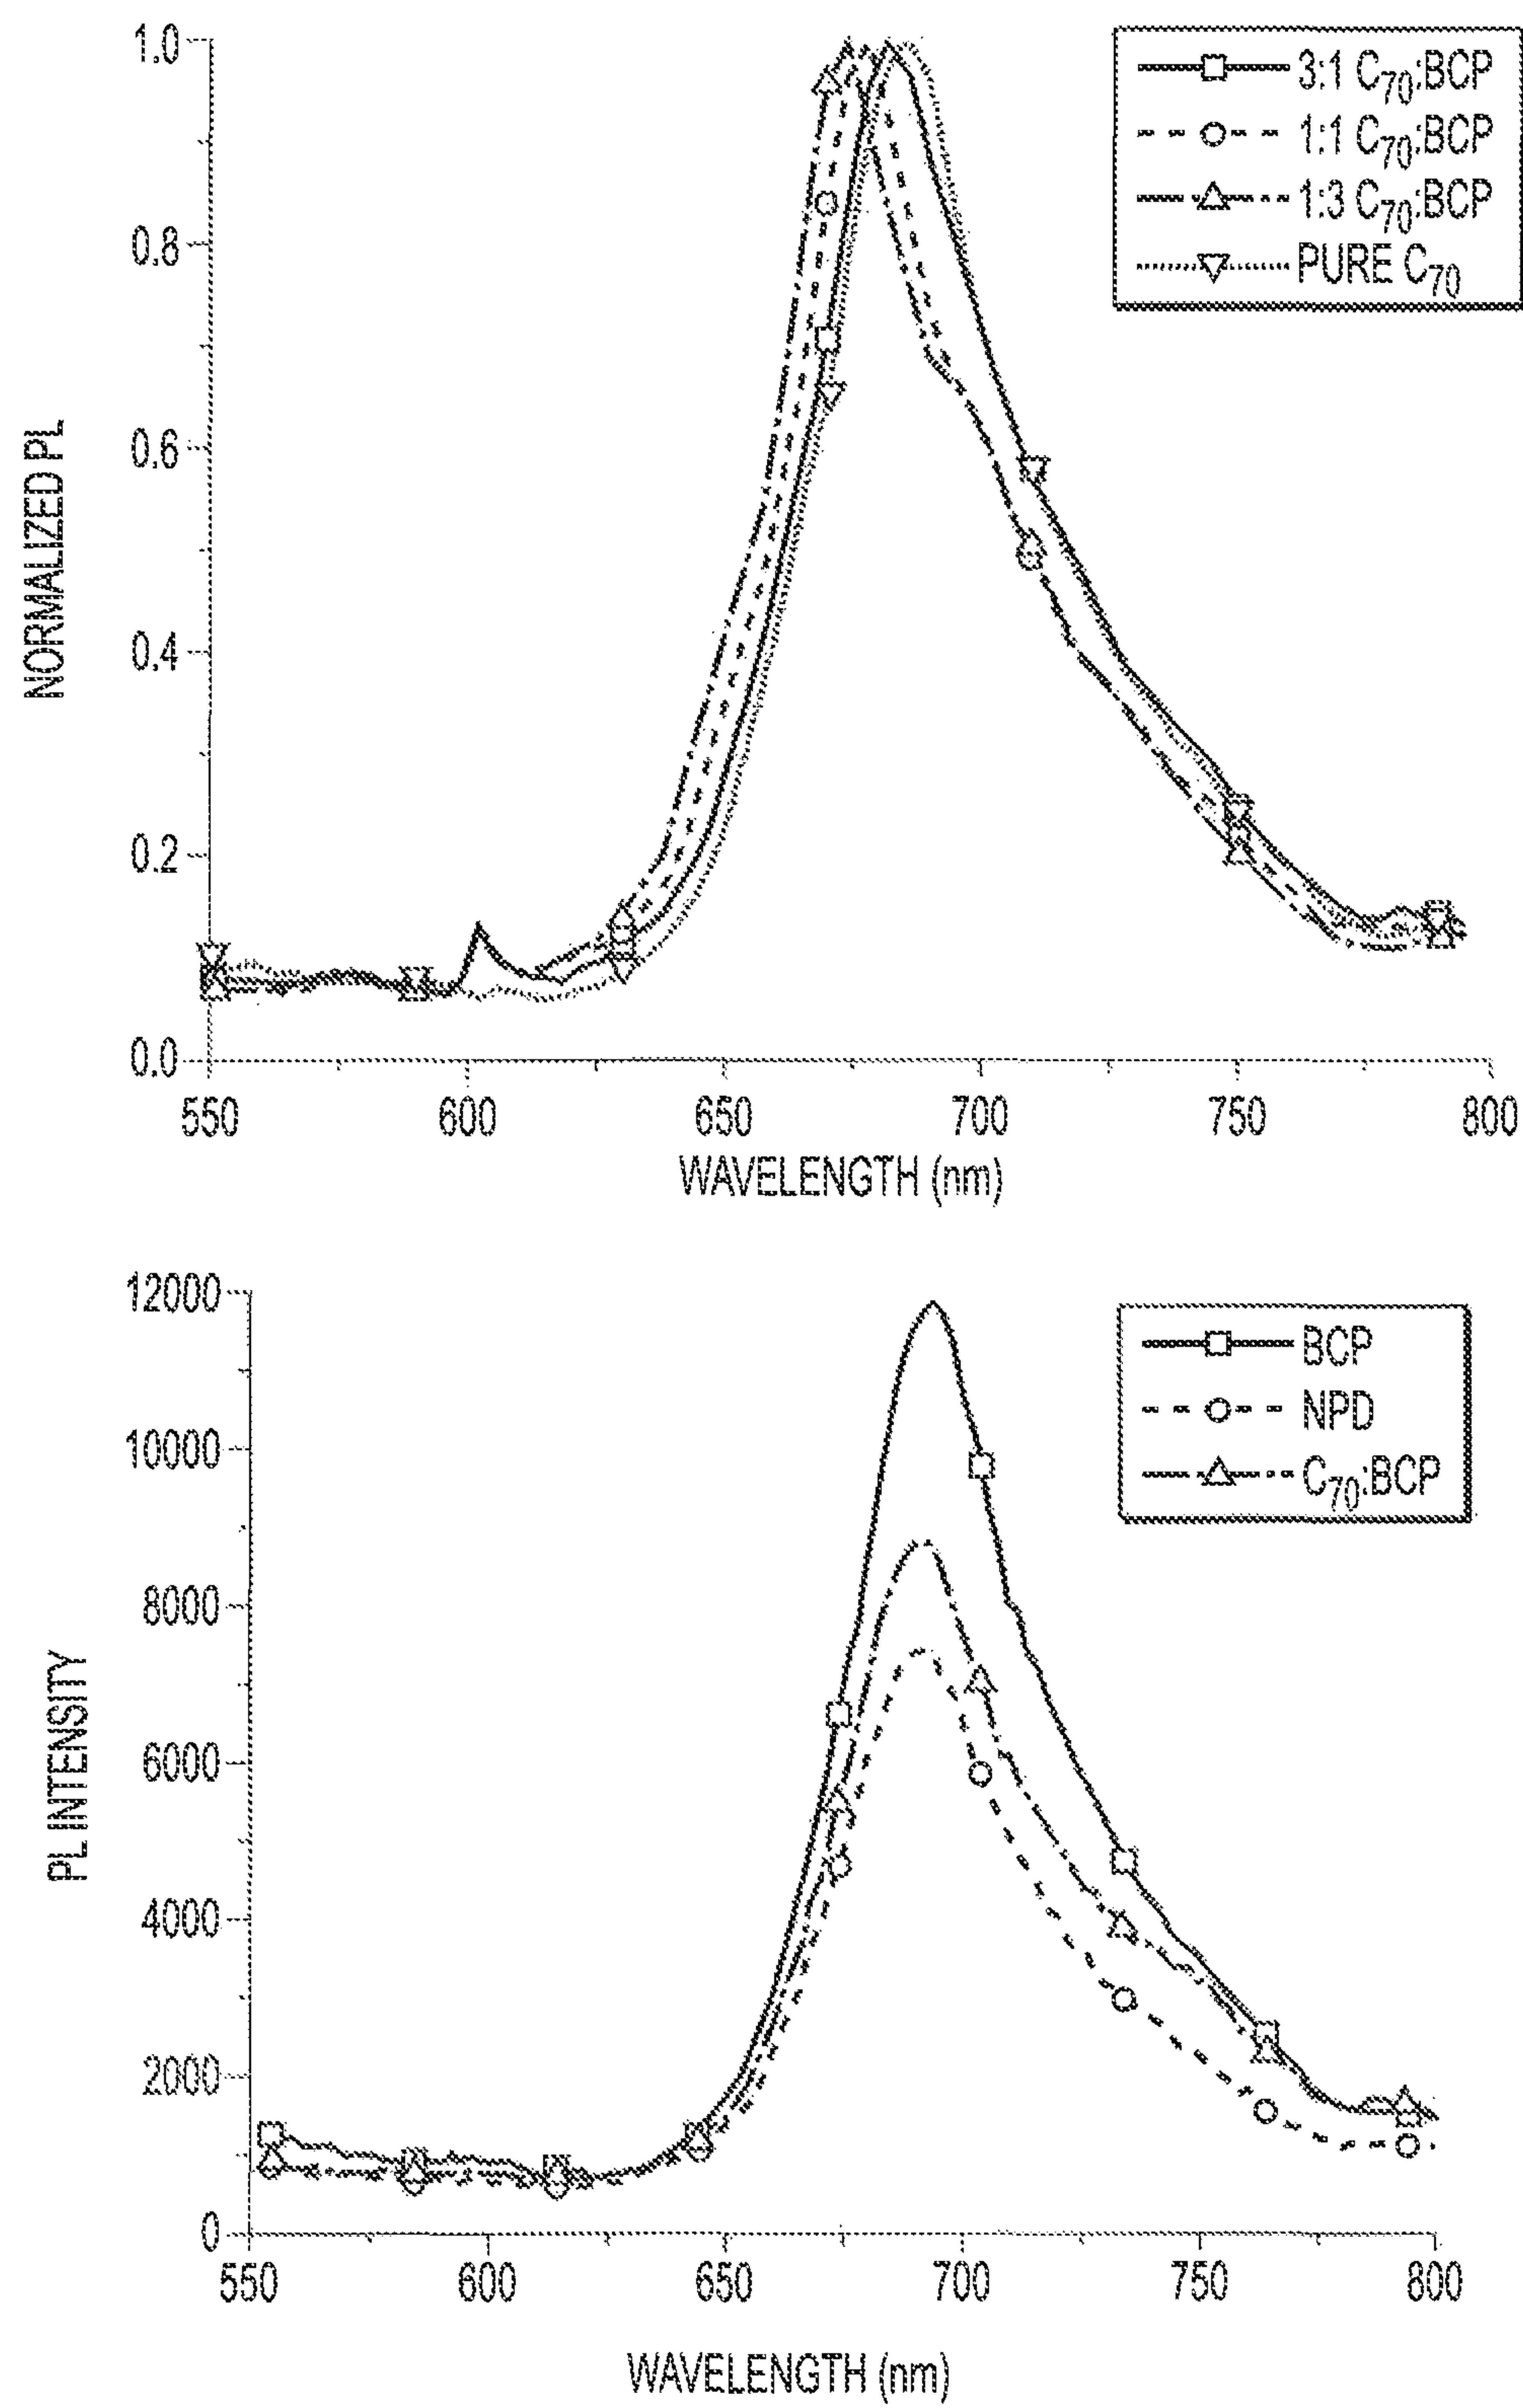 1.0
0.8
0.6
0.4
0.2
0.0
NORMALIZED PL
3:1 C70:BCP
1:1 C70:BCP
1:3 C70:BCP
PURE C70
550 600 650 700 750 800
WAVELENGTH (nm)
12000
10000
8000
6000
4000
2000
0
PL INTENSITY
BCP
NPD
C70:BCP
550 600 650 700 750 800
WAVELENGTH (nm)